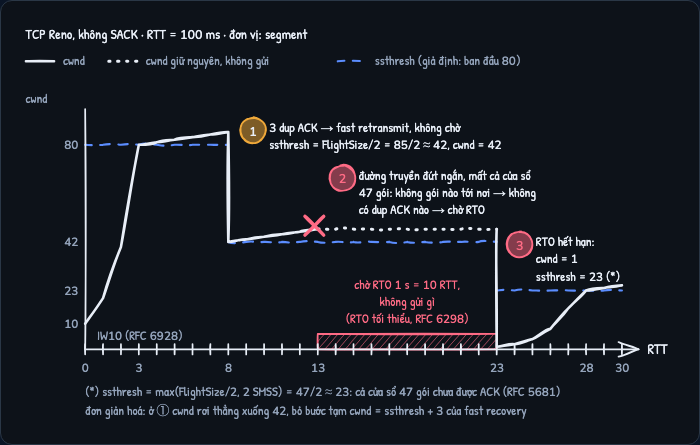 TCP Reno, không SACK · RTT = 100 ms · đơn vị: segment
cwnd
cwnd giữ nguyên, không gửi
ssthresh (giả định: ban đầu 80)
cwnd
1
3 dup ACK → fast retransmit, không chờ
ssthresh = FlightSize/2 = 85/2 ≈ 42, cwnd = 42
80
2
đường truyền đứt ngắn, mất cả cửa sổ
47 gói: không gói nào tới nơi → không
có dup ACK nào → chờ RTO
42
3
RTO hết hạn:
cwnd = 1
ssthresh = 23 (*)
chờ RTO 1 s = 10 RTT,
không gửi gì
(RTO tối thiểu, RFC 6298)
23
10
IW10 (RFC 6928)
RTT
0 3 8 13 23 28 30
(*) ssthresh = max(FlightSize/2, 2 SMSS) = 47/2 ≈ 23: cả cửa sổ 47 gói chưa được ACK (RFC 5681)
đơn giản hoá: ở ① cwnd rơi thẳng xuống 42, bỏ bước tạm cwnd = ssthresh + 3 của fast recovery